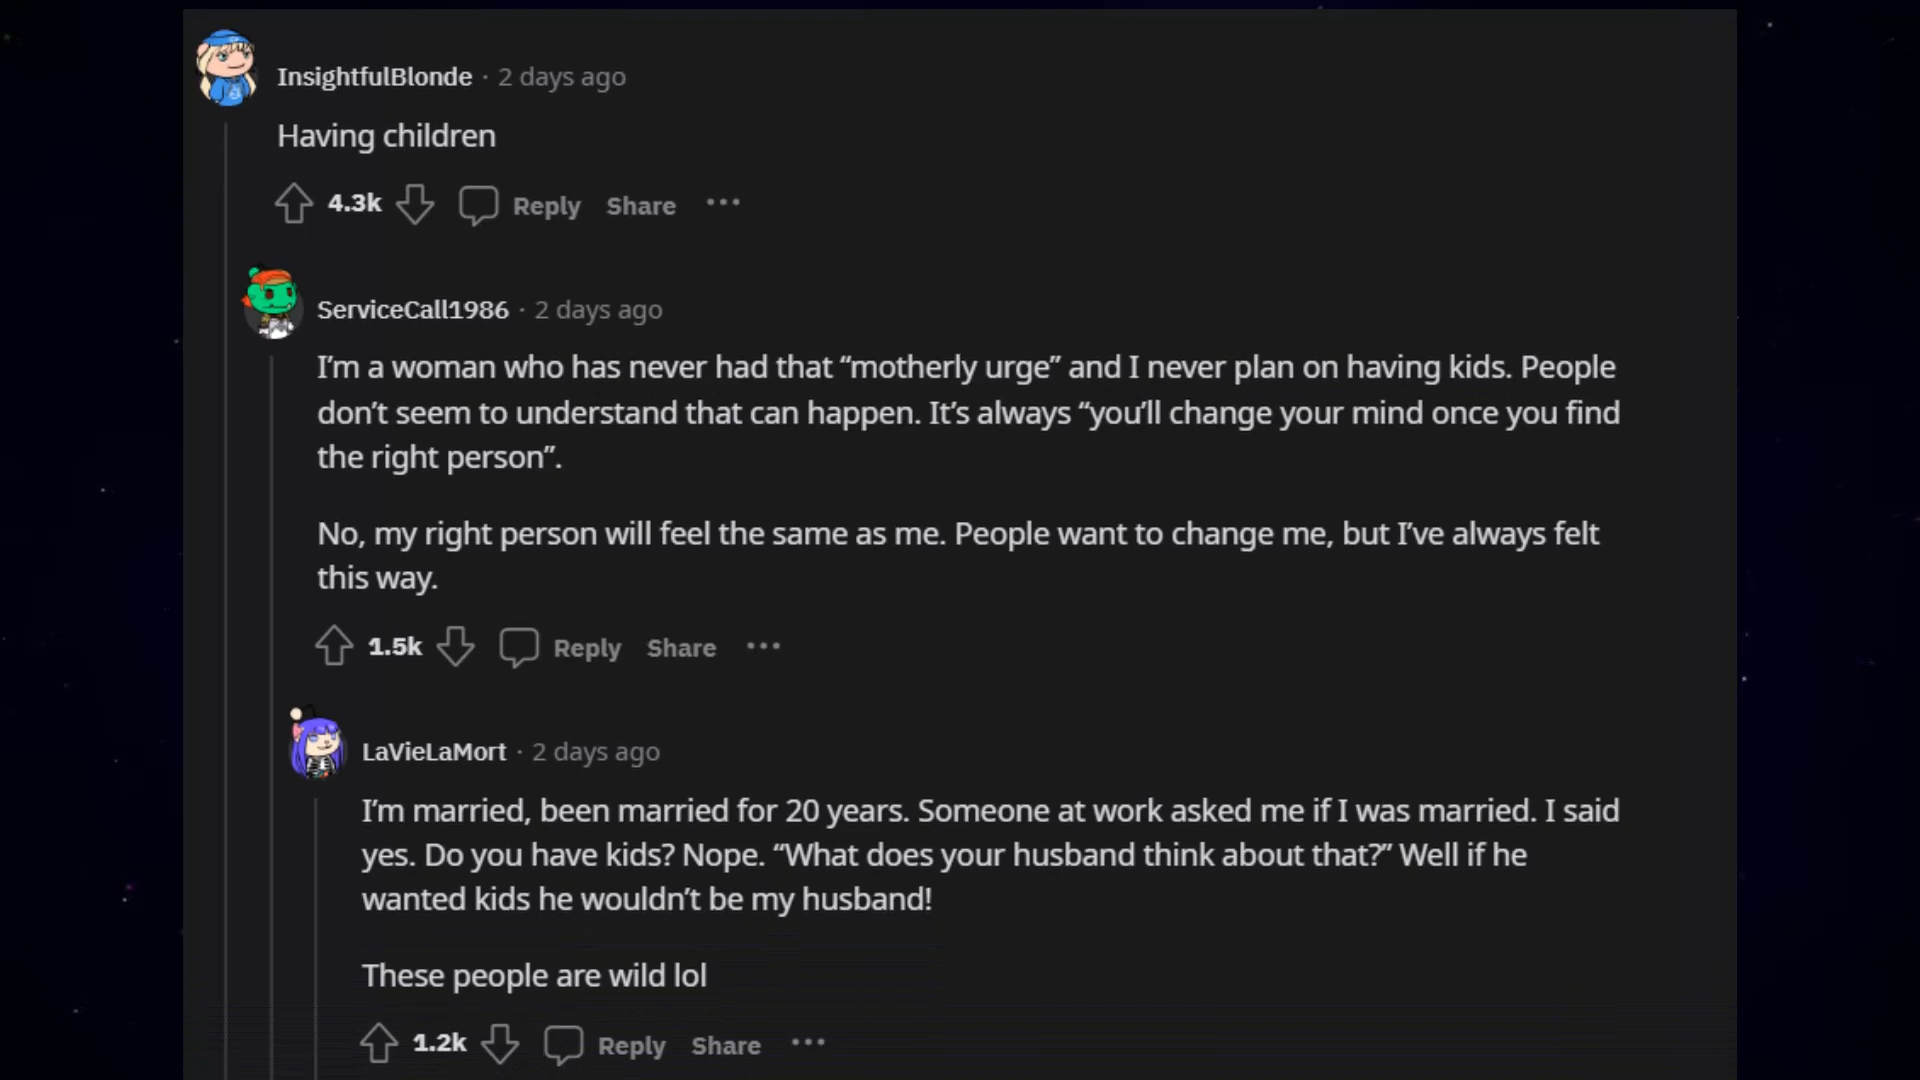 InsightfulBlonde · 2 days ago
Having children
4.3k Reply Share ···
ServiceCall1986 · 2 days ago
I’m a woman who has never had that “motherly urge” and I never plan on having kids. People
don’t seem to understand that can happen. It’s always “you’ll change your mind once you find
the right person”.
No, my right person will feel the same as me. People want to change me, but I’ve always felt
this way.
1.5k Reply Share ···
LaVieLaMort · 2 days ago
I’m married, been married for 20 years. Someone at work asked me if I was married. I said
yes. Do you have kids? Nope. “What does your husband think about that?” Well if he
wanted kids he wouldn’t be my husband!
These people are wild lol
1.2k Reply Share ···